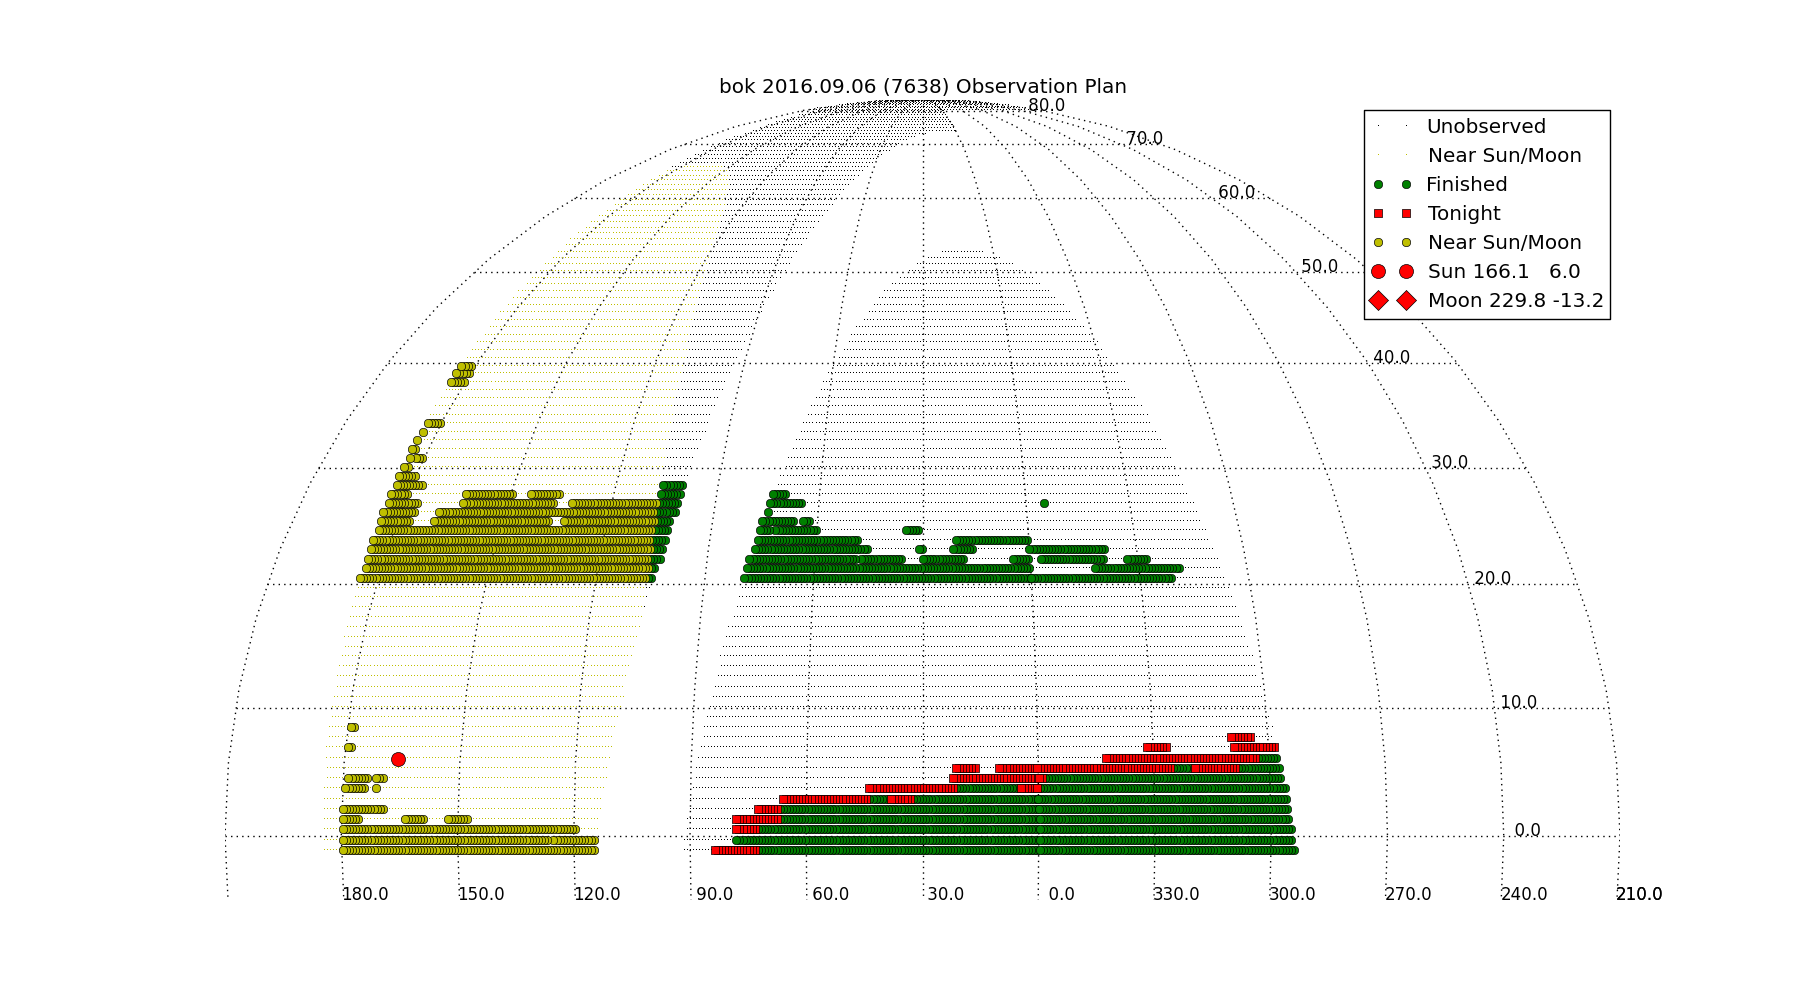 bok 2016.09.06 (7638) Observation Plan
80.0
70.0
60.0
50.0
40.0
30.0
20.0
10.0
0.0
Unobserved
Near Sun/Moon
Finished
Tonight
Near Sun/Moon
Sun 166.1 6.0
Moon 229.8 -13.2
180.0 150.0 120.0 90.0 60.0 30.0 0.0 330.0 300.0 270.0 240.0 210.0